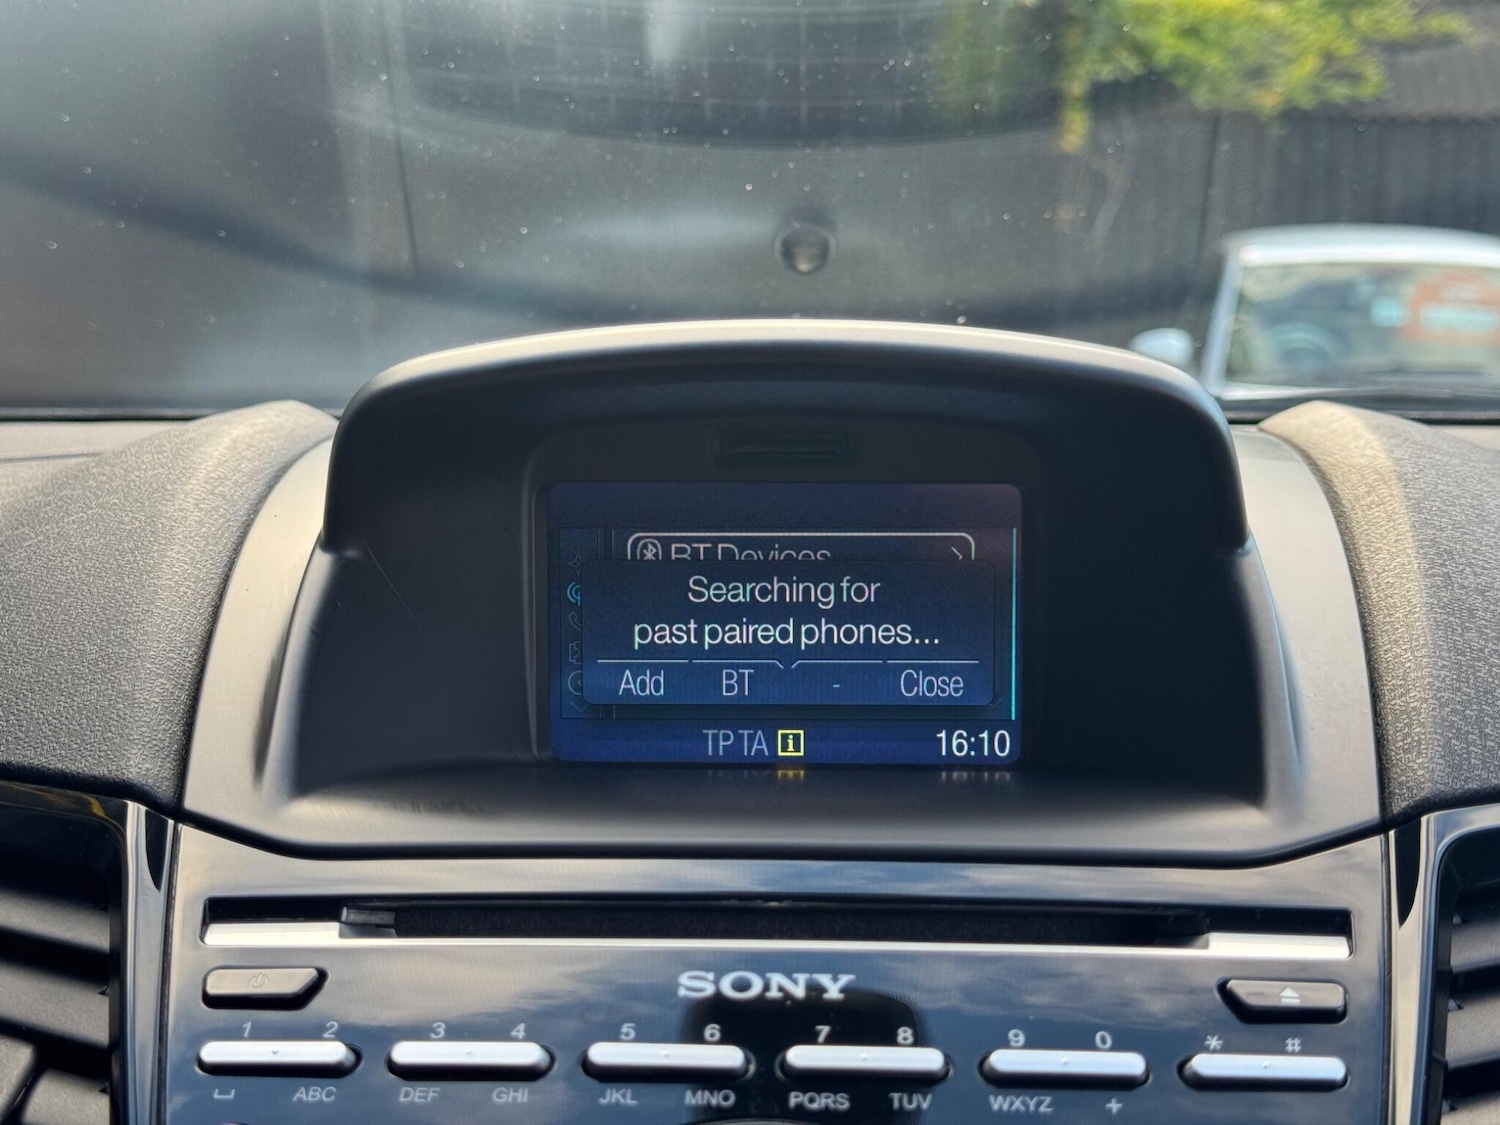 BT Devices
Searching for
past paired phones...
Add BT - Close
TP TA i 16:10
SONY
1 2 3 4 5 6 7 8 9 0 * #
ABC DEF GHI JKL MNO PQRS TUV WXYZ +